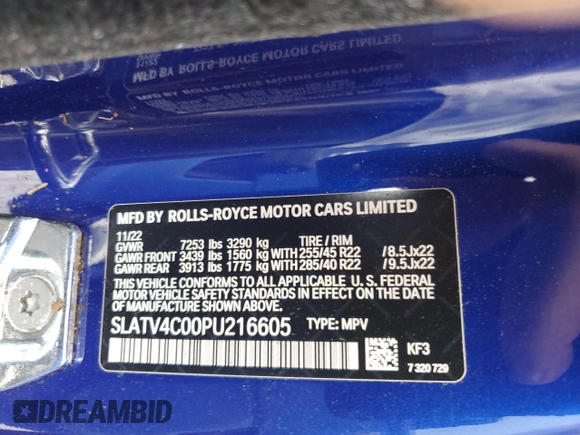 MFD BY ROLLS-ROYCE MOTOR CARS LIMITED
MFD BY ROLLS-ROYCE MOTOR CARS LIMITED
11/22
GVWR 7253 lbs 3290 kg TIRE / RIM
GAWR FRONT 3439 lbs 1560 kg WITH 255/45 R22 /8.5Jx22
GAWR REAR 3913 lbs 1775 kg WITH 285/40 R22 /9.5Jx22
THIS VEHICLE CONFORMS TO ALL APPLICABLE U. S. FEDERAL
MOTOR VEHICLE SAFETY STANDARDS IN EFFECT ON THE
DATE OF MANUFACTURE SHOWN ABOVE.
SLATV4C00PU216605 TYPE: MPV
KF3
7 320 729
DREAMBID